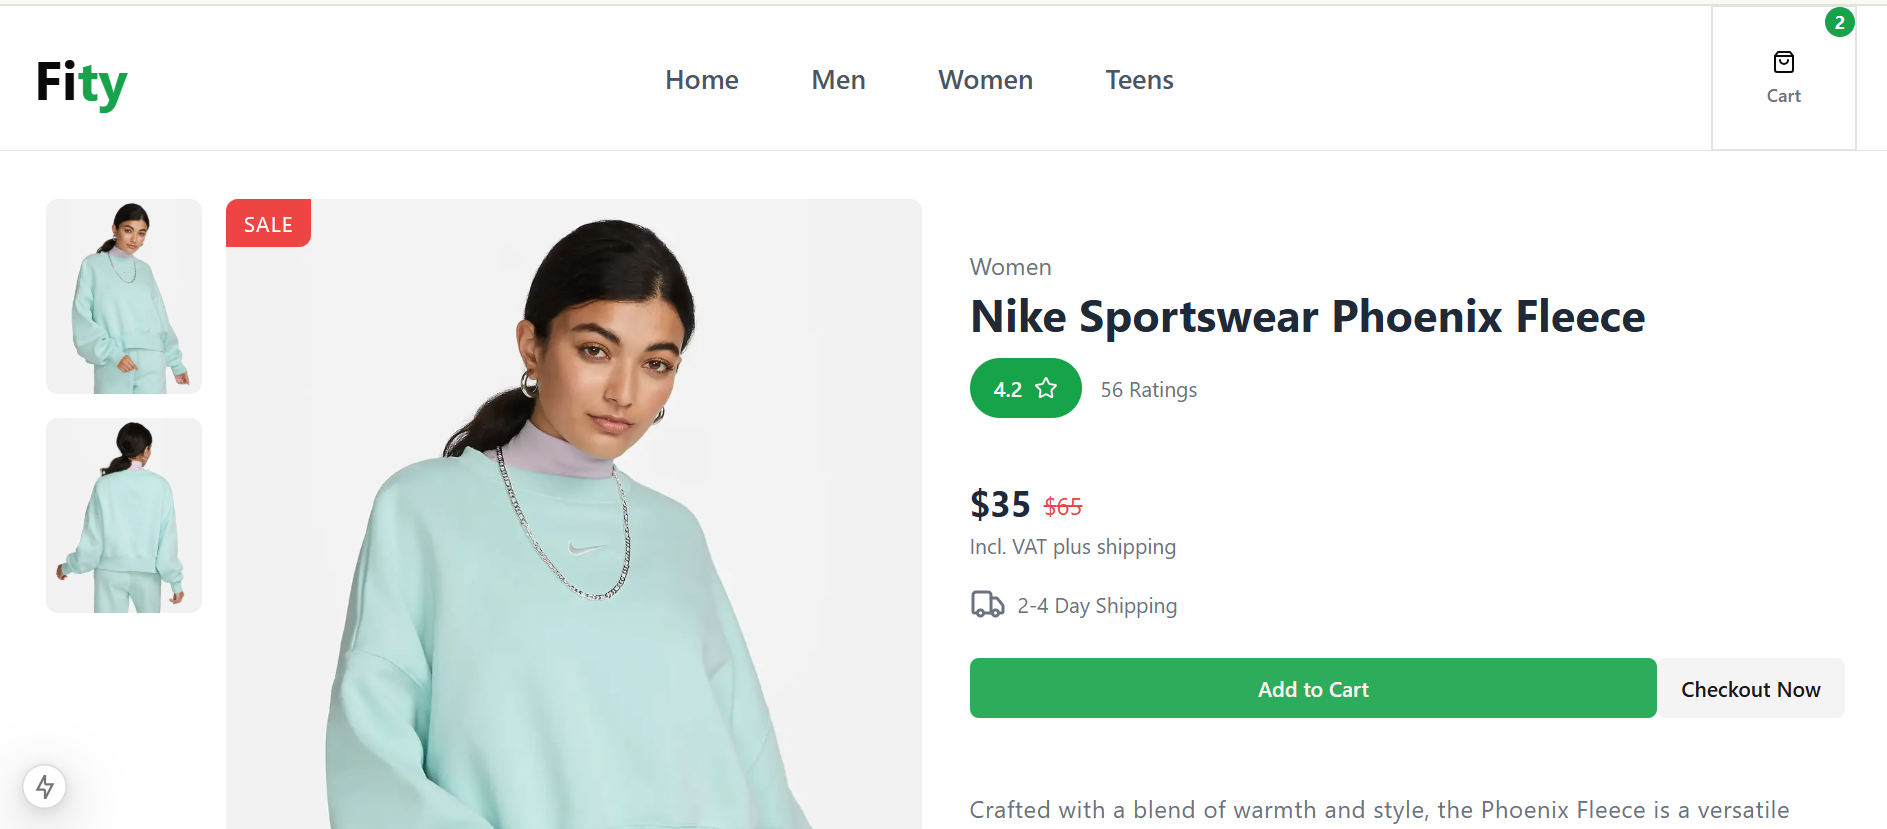 Fity
Home Men Women Teens
2
Cart
SALE
Women
Nike Sportswear Phoenix Fleece
4.2 56 Ratings
$35 $65
Incl. VAT plus shipping
2-4 Day Shipping
Add to Cart Checkout Now
Crafted with a blend of warmth and style, the Phoenix Fleece is a versatile